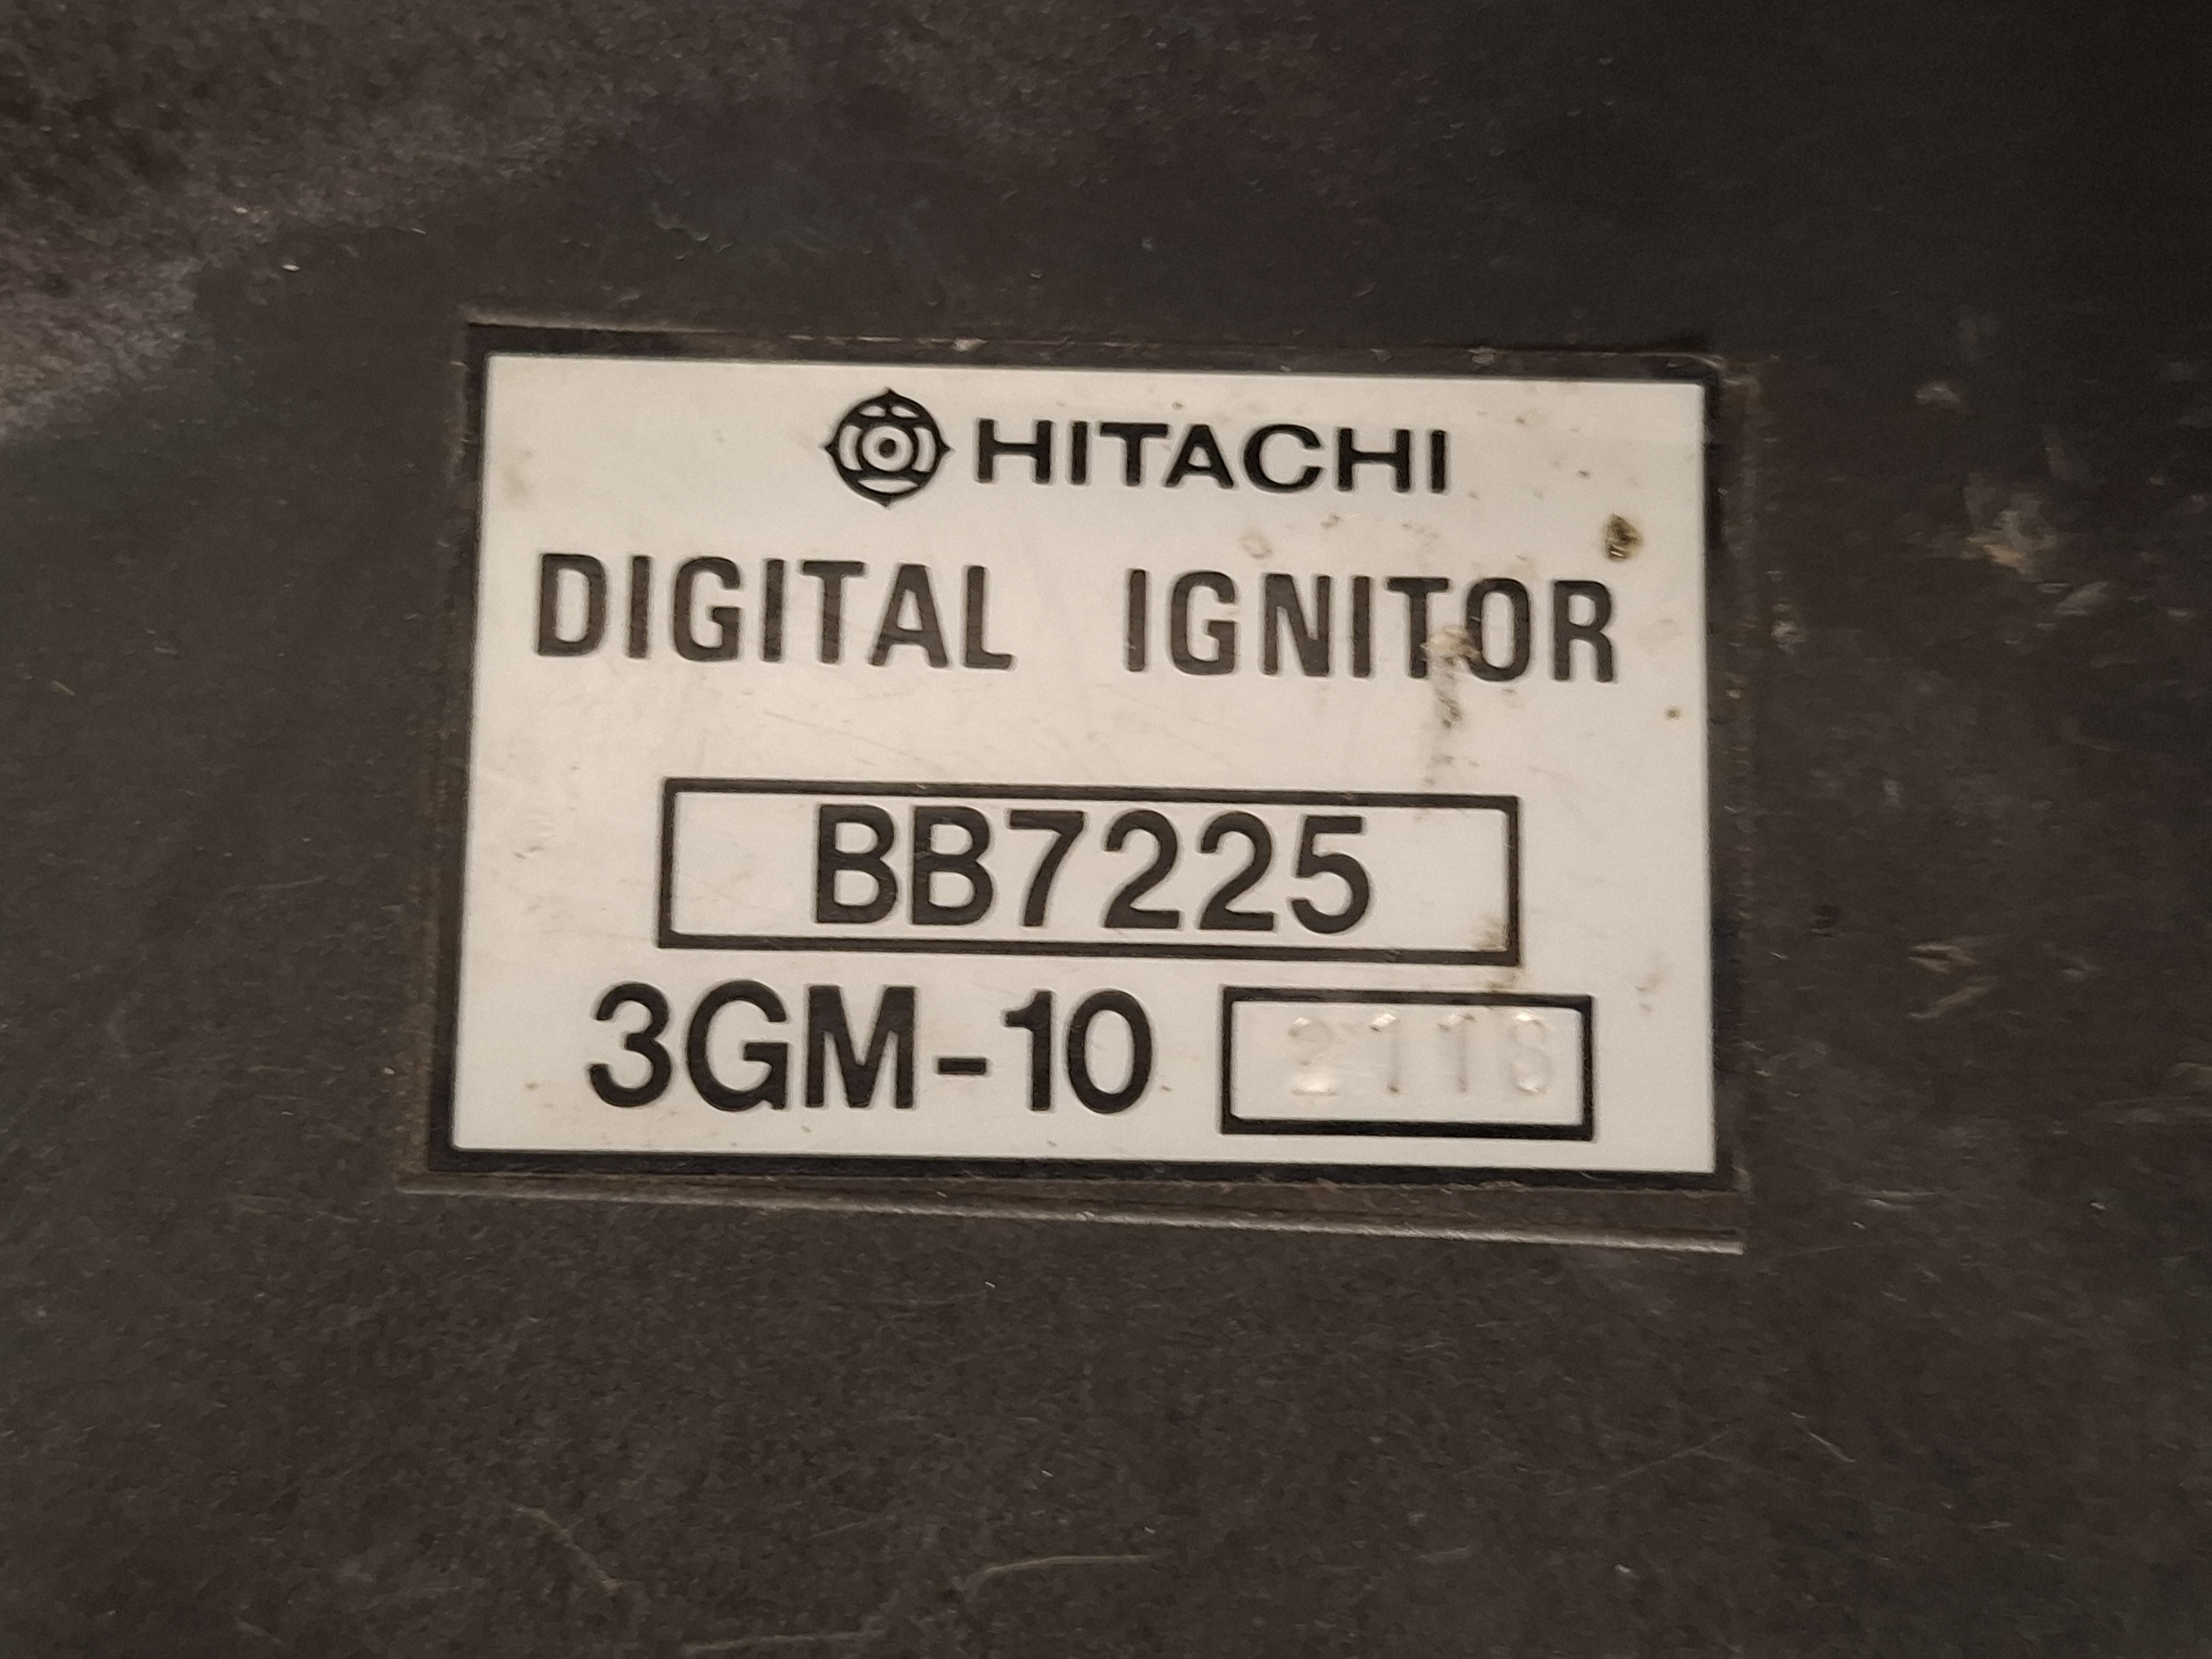 HITACHI
DIGITAL IGNITOR
BB7225
3GM-10